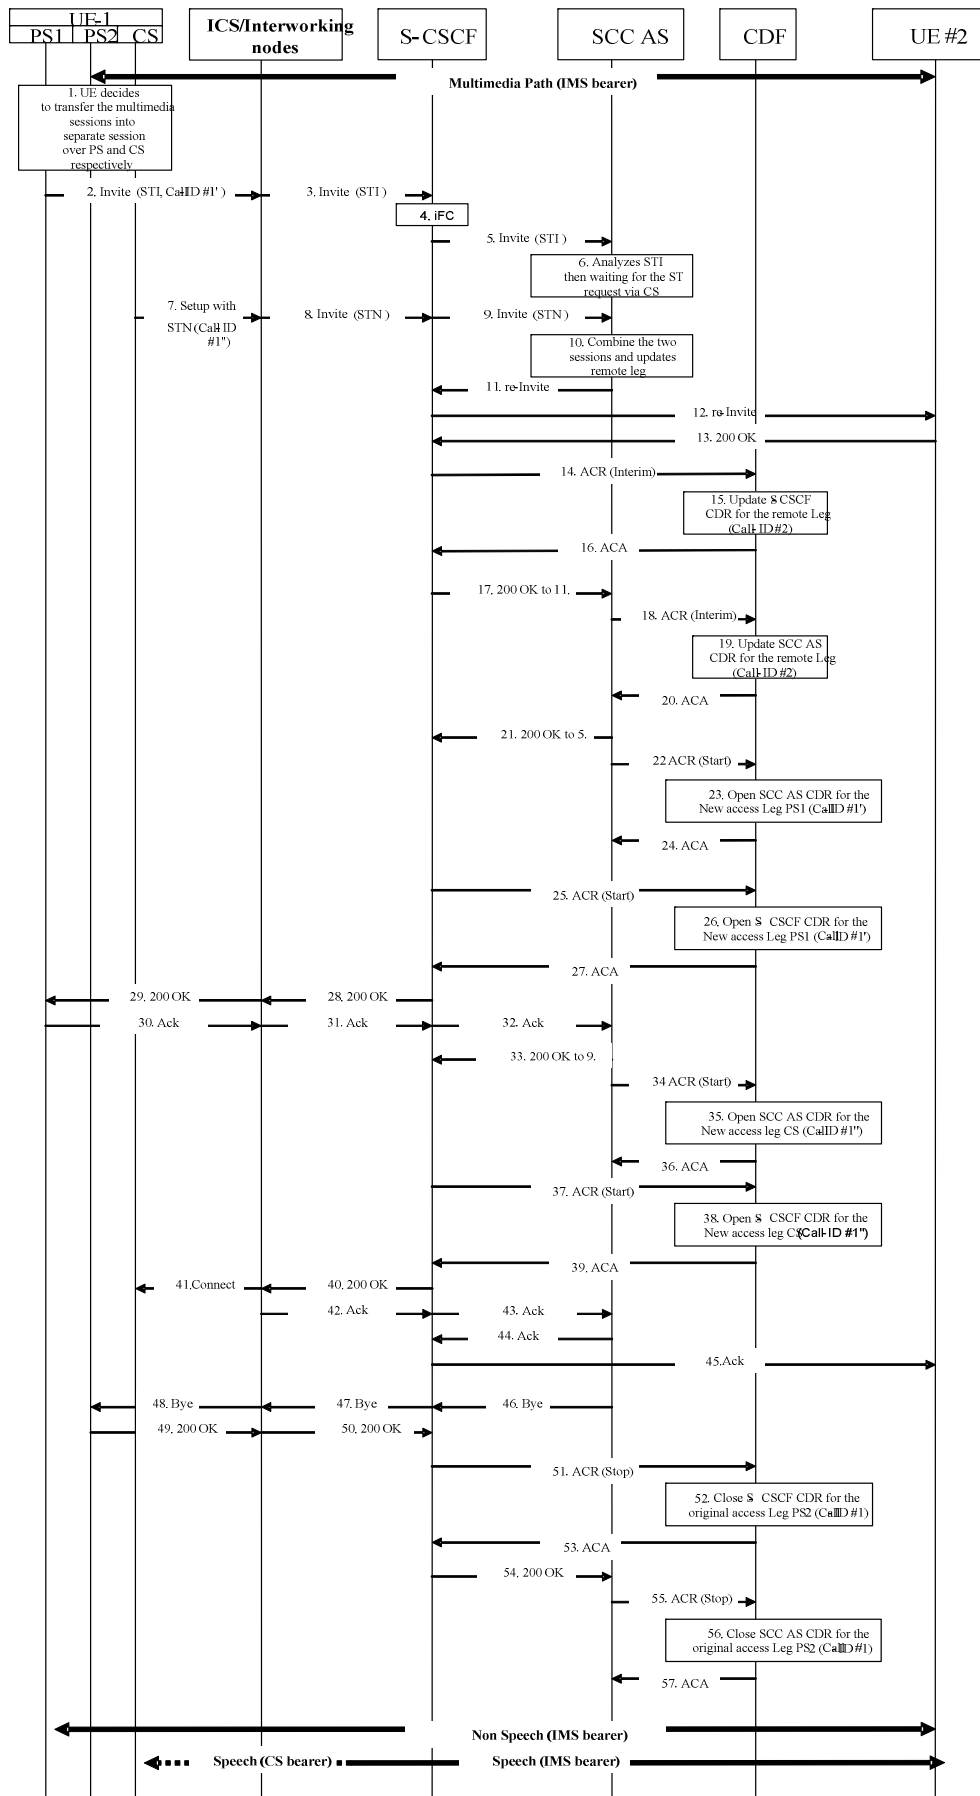 UE-1
PS1 PS2 CS
ICS/Interworking
nodes
S-CSCF
SCC AS
CDF
UE #2
Multimedia Path (IMS bearer)
1. UE decides
to transfer the multimedia
sessions into
separate session
over PS and CS
respectively
2. Invite (STI, Call-ID #1')
3. Invite (STI)
4. iFC
5. Invite (STI)
6. Analyzes STI
then waiting for the ST
request via CS
7. Setup with
STN (Call-ID
#1'')
8. Invite (STN)
9. Invite (STN)
10. Combine the two
sessions and updates
remote leg
11. re-Invite
12. re-Invite
13. 200 OK
14. ACR (Interim)
15. Update S-CSCF
CDR for the remote Leg
(Call-ID #2)
16. ACA
17. 200 OK to 11.
18. ACR (Interim)
19. Update SCC AS
CDR for the remote Leg
(Call-ID #2)
20. ACA
21. 200 OK to 5.
22 ACR (Start)
23. Open SCC AS CDR for the
New access Leg PS1 (Call-ID #1')
24. ACA
25. ACR (Start)
26. Open S-CSCF CDR for the
New access Leg PS1 (Call-ID #1')
27. ACA
28. 200 OK
29. 200 OK
30. Ack
31. Ack
32. Ack
33. 200 OK to 9.
34 ACR (Start)
35. Open SCC AS CDR for the
New access leg CS (Call-ID #1'')
36. ACA
37. ACR (Start)
38. Open S-CSCF CDR for the
New access leg CS (Call-ID #1'')
39. ACA
40. 200 OK
41.Connect
42. Ack
43. Ack
44. Ack
45.Ack
46. Bye
47. Bye
48. Bye
49. 200 OK
50. 200 OK
51. ACR (Stop)
52. Close S-CSCF CDR for the
original access Leg PS2 (Call-ID #1)
53. ACA
54. 200 OK
55. ACR (Stop)
56. Close SCC AS CDR for the
original access Leg PS2 (Call-ID #1)
57. ACA
Non Speech (IMS bearer)
Speech (CS bearer)
Speech (IMS bearer)